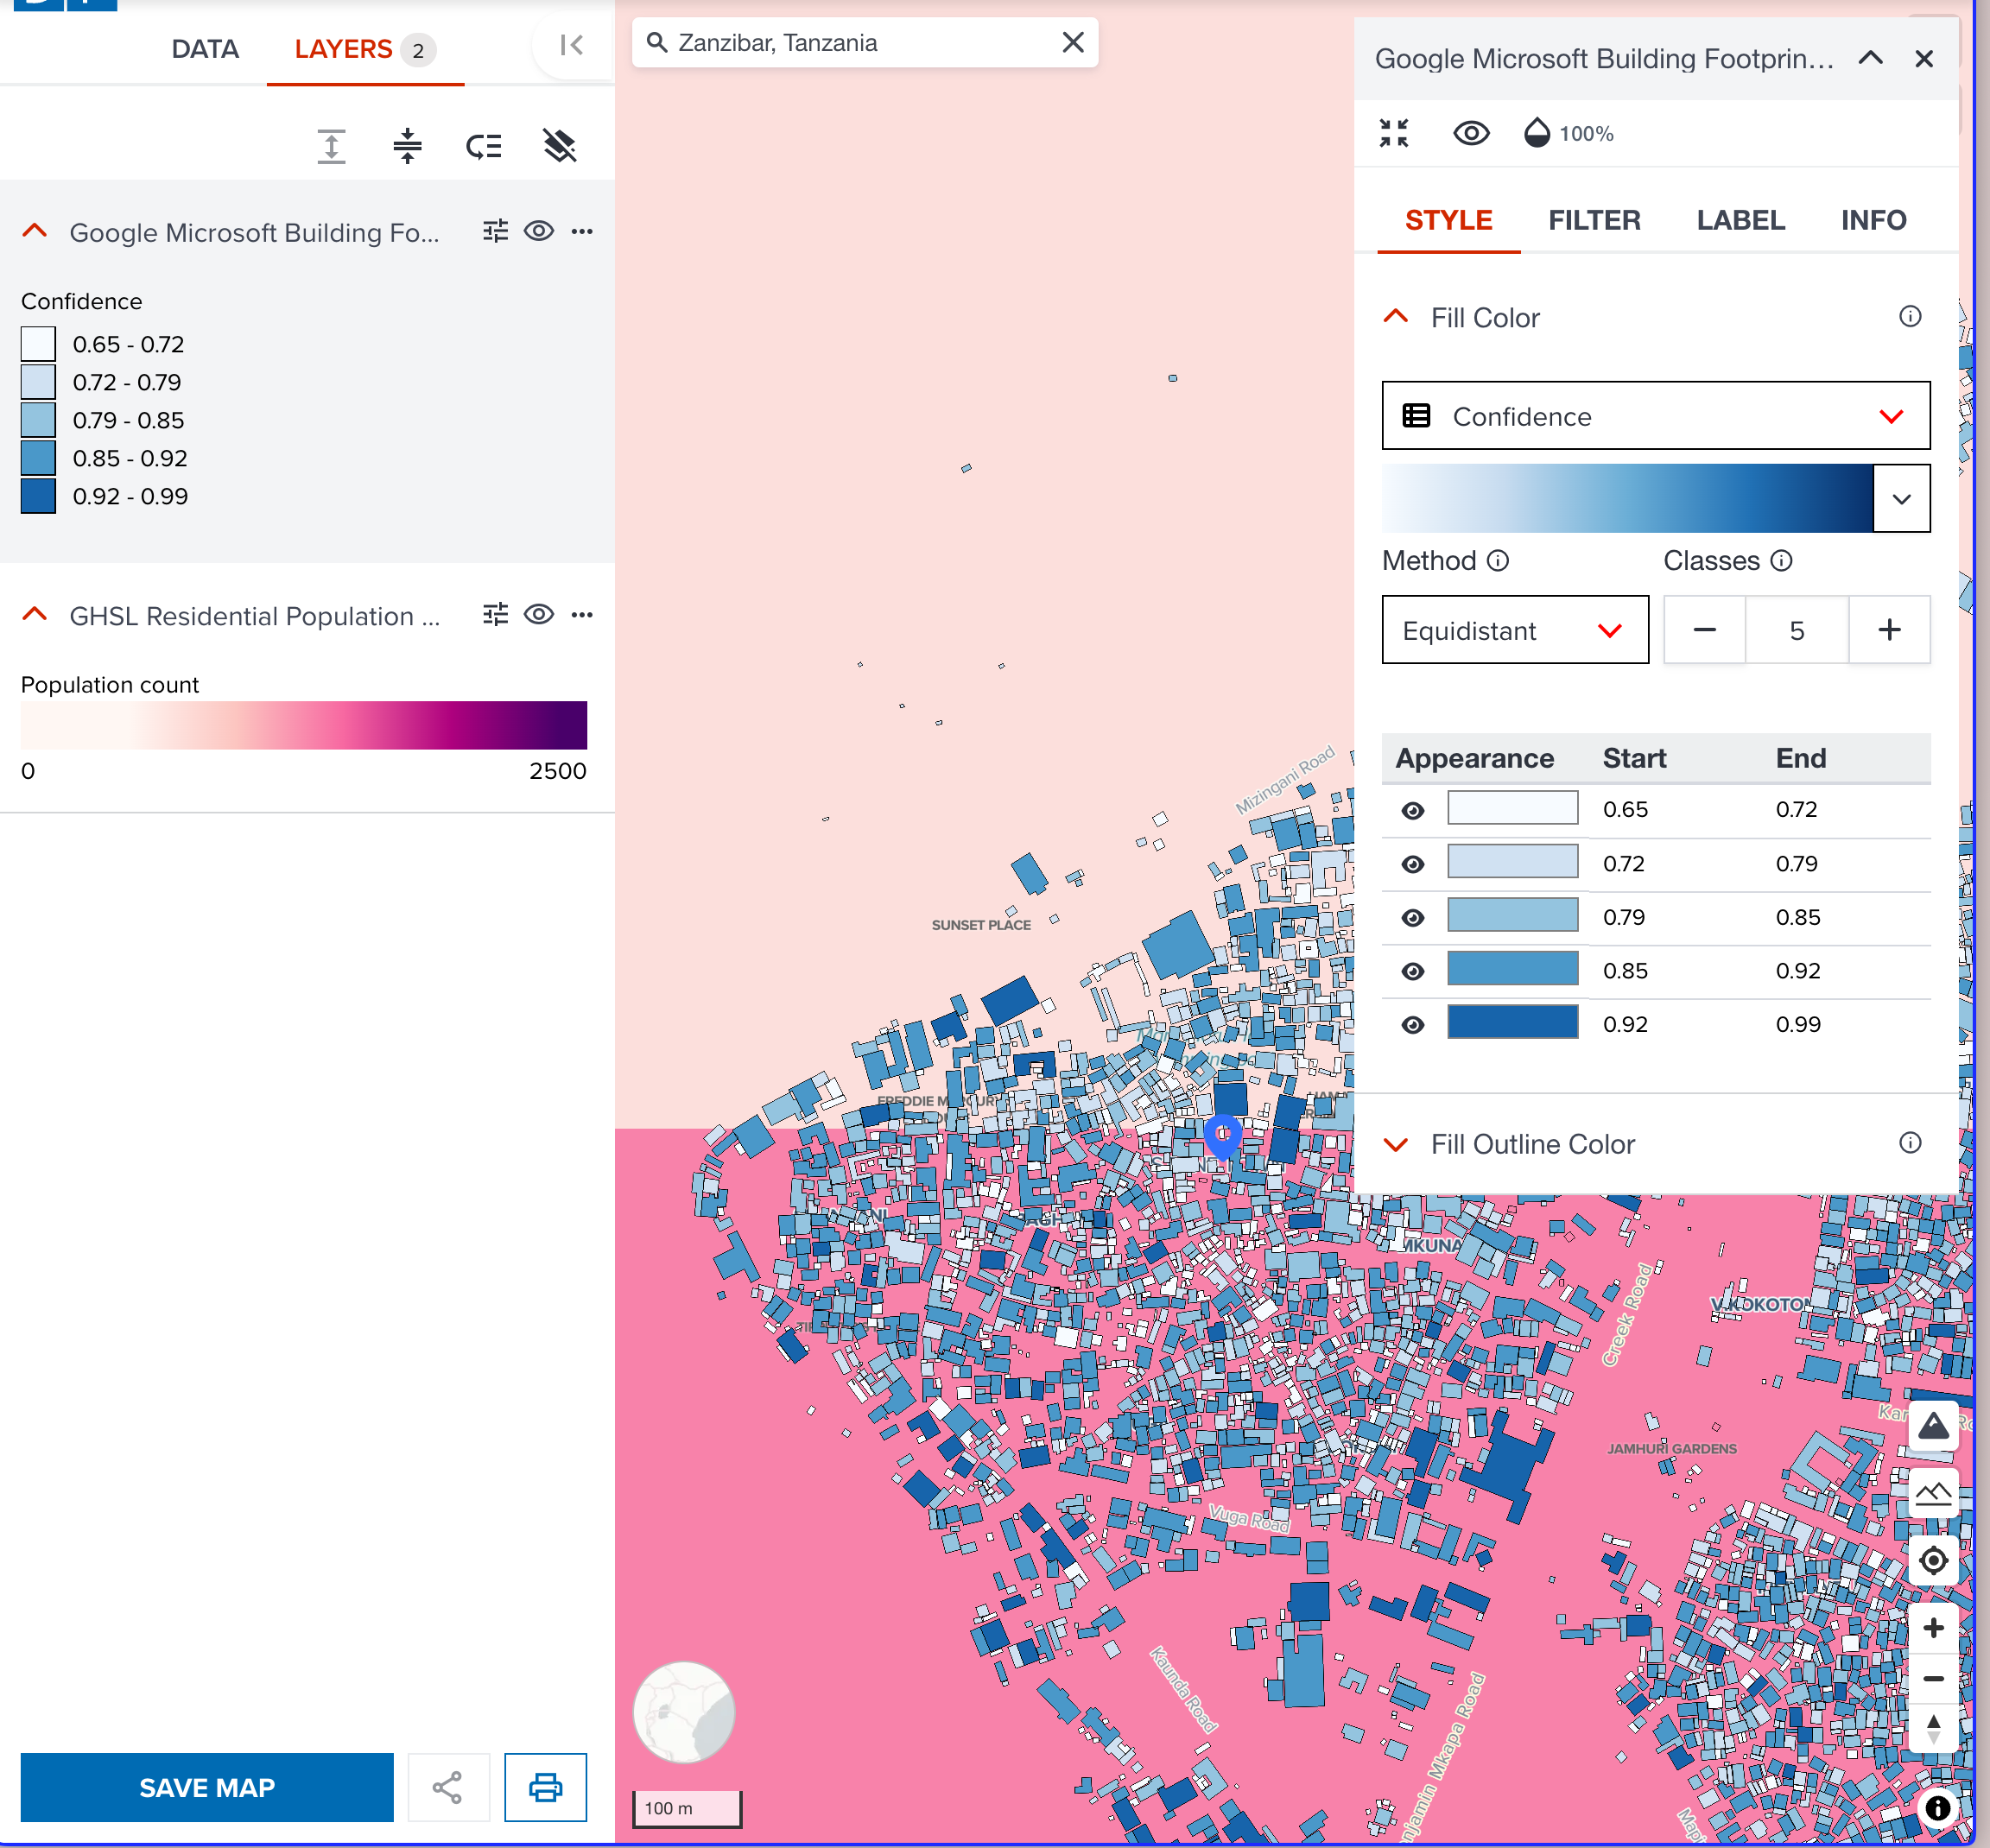 DATA
LAYERS 2
Google Microsoft Building Fo...
Confidence
0.65 - 0.72
0.72 - 0.79
0.79 - 0.85
0.85 - 0.92
0.92 - 0.99
GHSL Residential Population ...
Population count
0 2500
SAVE MAP
Zanzibar, Tanzania
Mizingani Road
SUNSET PLACE
MKUNA
Creek Road
JAMHURI GARDENS
Vuga Road
Kaunda Road
njamin Mkapa Road
100 m
Google Microsoft Building Footprin...
100%
STYLE FILTER LABEL INFO
Fill Color
Confidence
Method Classes
Equidistant 5
Appearance Start End
0.65 0.72
0.72 0.79
0.79 0.85
0.85 0.92
0.92 0.99
Fill Outline Color